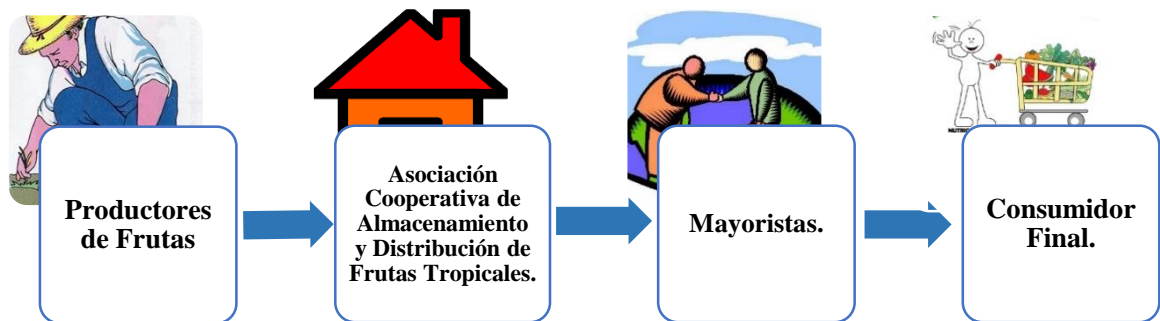 Productores
de Frutas
Asociación
Cooperativa de
Almacenamiento
y Distribución de
Frutas Tropicales.
Mayoristas.
Consumidor
Final.